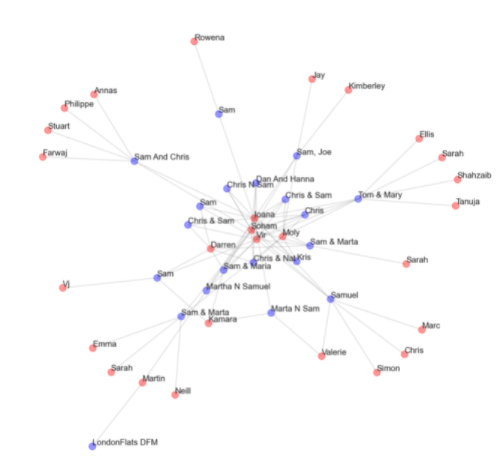 Rowena
Jay
Kimberley
Annas
Philippe
Sam
Stuart
Ellis
Farwaj
Sam And Chris
Sam, Joe
Sarah
Shahzaib
Dan And Hanna
Chris N Sam
Chris & Sam
Tom & Mary
Tanuja
Sam
Ioana
Chris
Chris & Sam
Soham
Vir
Moly
Darren
Sam & Marta
Chris & Nat
Kris
Sarah
Sam & Maria
Sam
Vj
Martha N Samuel
Samuel
Sam & Marta
Kamara
Marta N Sam
Marc
Emma
Valerie
Chris
Sarah
Simon
Martin
Neill
LondonFlats DFM